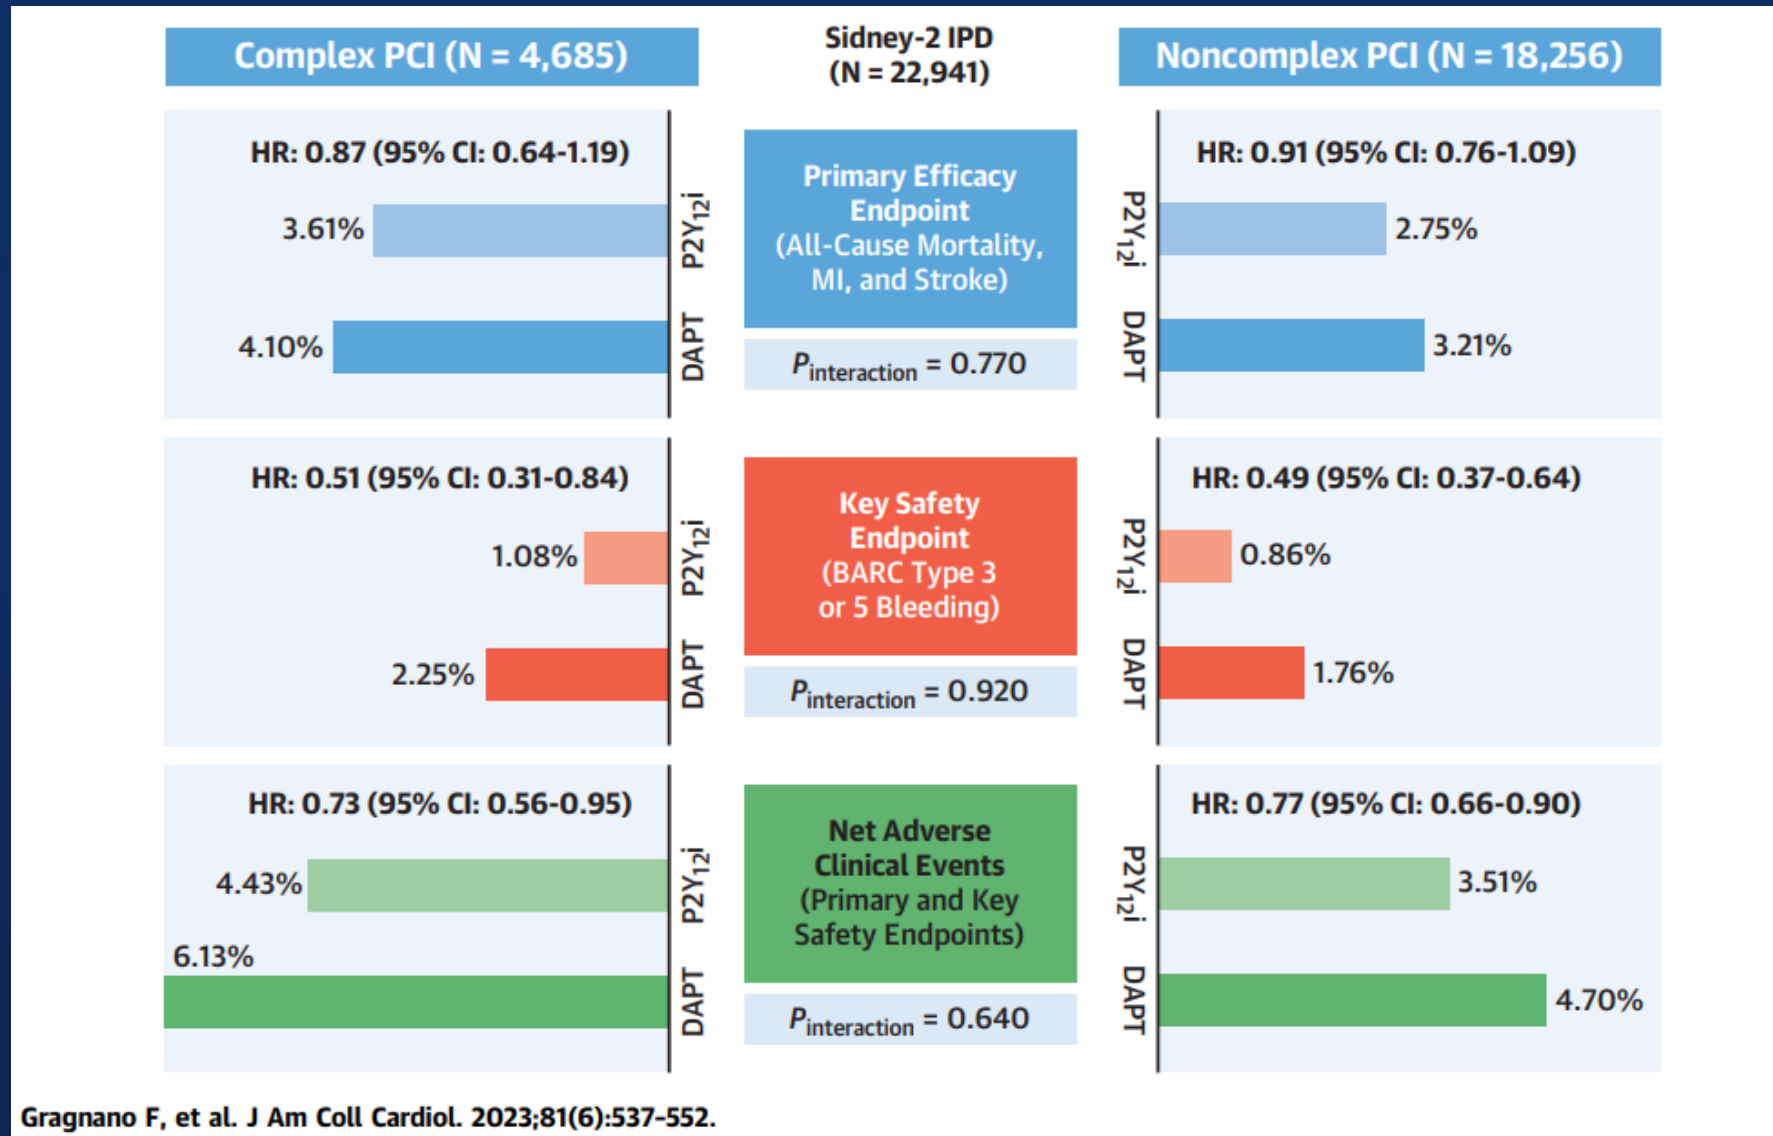 Complex PCI (N = 4,685)
Sidney-2 IPD
(N = 22,941)
Noncomplex PCI (N = 18,256)
HR: 0.87 (95% CI: 0.64-1.19)
3.61%
P2Y₁₂i
4.10%
DAPT
Primary Efficacy
Endpoint
(All-Cause Mortality,
MI, and Stroke)
Pinteraction = 0.770
HR: 0.91 (95% CI: 0.76-1.09)
P2Y₁₂i
2.75%
DAPT
3.21%
HR: 0.51 (95% CI: 0.31-0.84)
1.08%
P2Y₁₂i
2.25%
DAPT
Key Safety
Endpoint
(BARC Type 3
or 5 Bleeding)
Pinteraction = 0.920
HR: 0.49 (95% CI: 0.37-0.64)
P2Y₁₂i
0.86%
DAPT
1.76%
HR: 0.73 (95% CI: 0.56-0.95)
4.43%
P2Y₁₂i
6.13%
DAPT
Net Adverse
Clinical Events
(Primary and Key
Safety Endpoints)
Pinteraction = 0.640
HR: 0.77 (95% CI: 0.66-0.90)
P2Y₁₂i
3.51%
DAPT
4.70%
Gragnano F, et al. J Am Coll Cardiol. 2023;81(6):537–552.